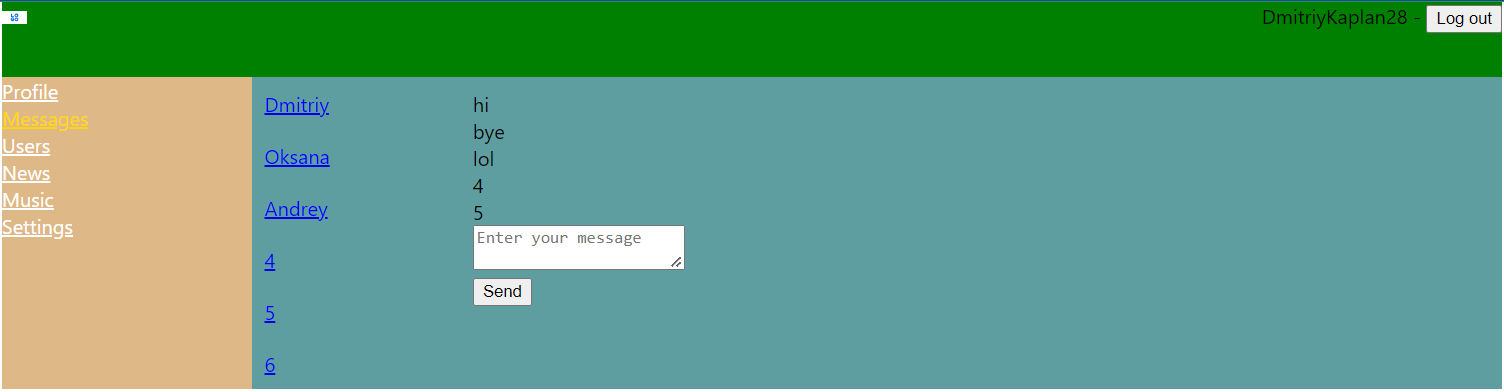 DmitriyKaplan28 - Log out
Profile
Messages
Users
News
Music
Settings
Dmitriy
Oksana
Andrey
4
5
6
hi
bye
lol
4
5
Enter your message
Send